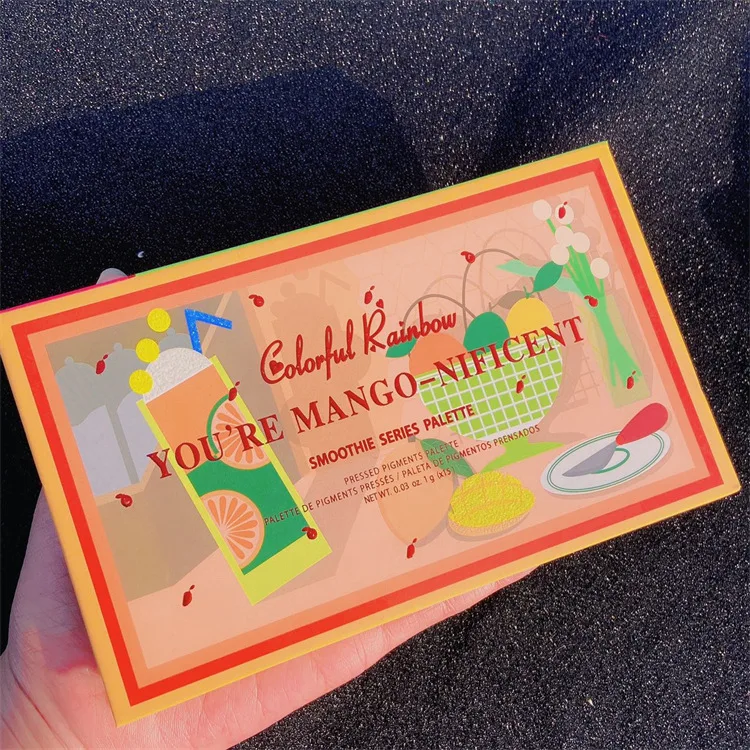 Colorful Rainbow
YOU'RE MANGO-NIFICENT
SMOOTHIE SERIES PALETTE
PRESSED PIGMENTS PALETTE
PALETTE DE PIGMENTS PRESSÉS / PALETA DE PIGMENTOS PRENSADOS
NETWT. 0.03 oz. 1g (x15)